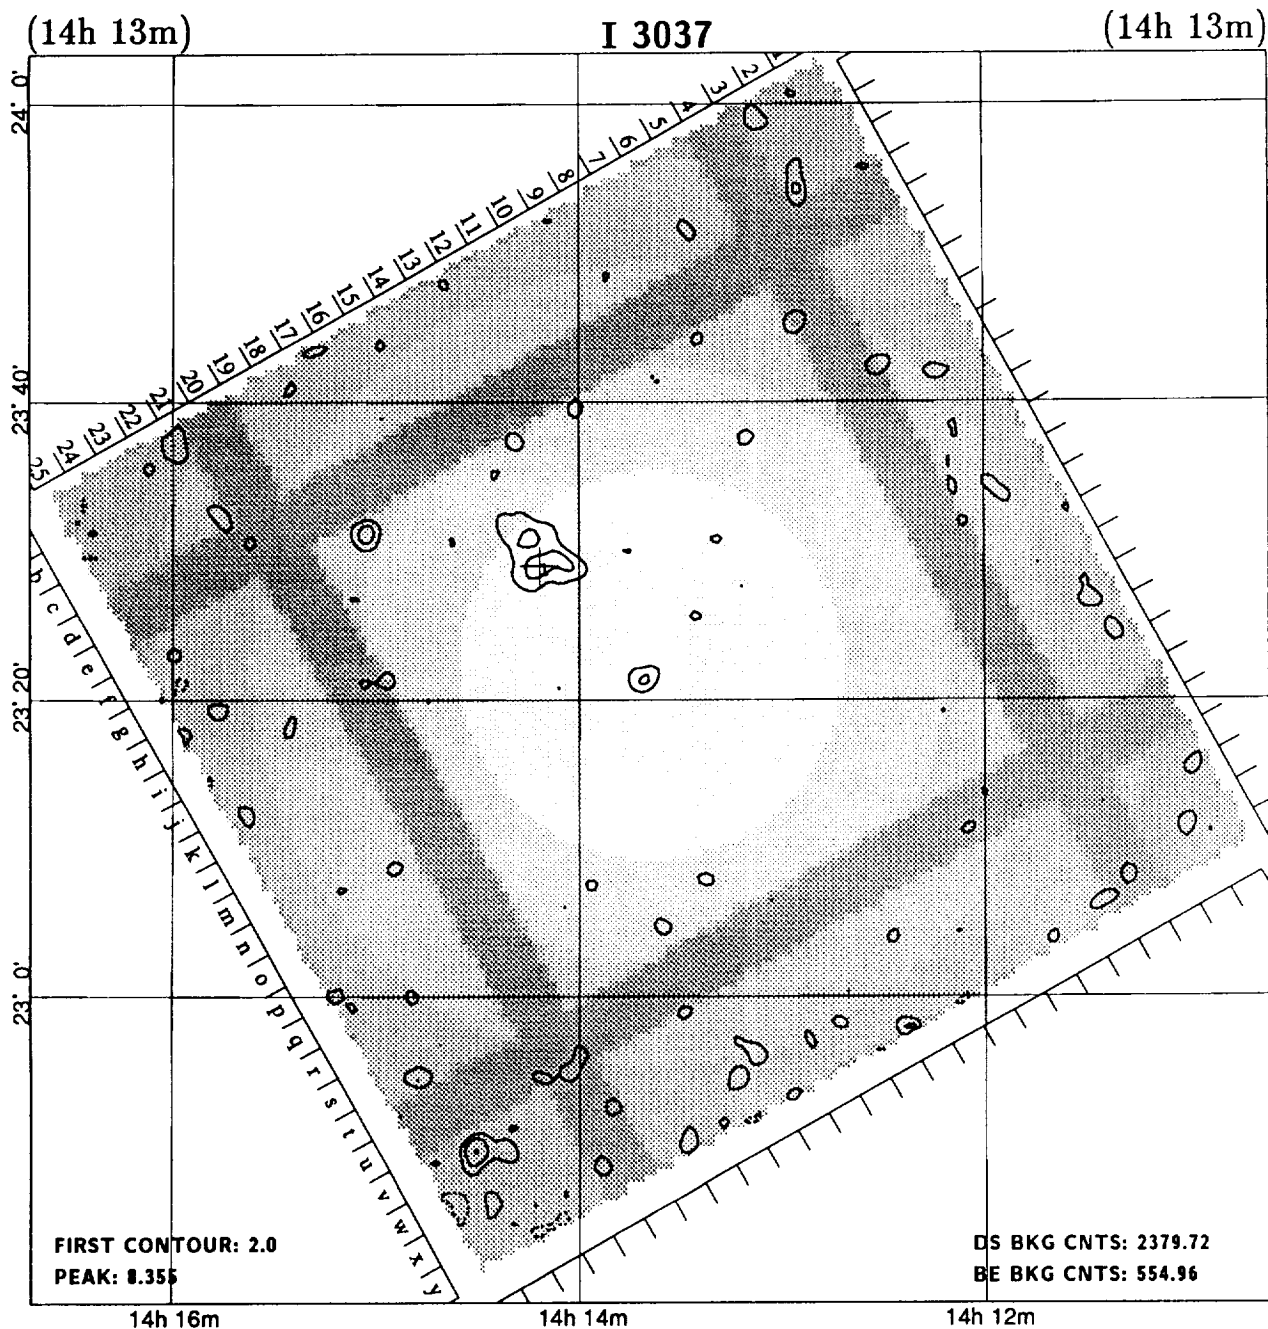 (14h 13m) I 3037 (14h 13m)
24° 0'
23° 40'
23° 20'
23° 0'
2 3 4 5 6 7 8 9 10 11 12 13 14 15 16 17 18 19 20 21 22 23 24 25
b c d e f g h i j k l m n o p q r s t u v w x y
FIRST CONTOUR: 2.0
PEAK: 8.355
DS BKG CNTS: 2379.72
BE BKG CNTS: 554.96
14h 16m 14h 14m 14h 12m